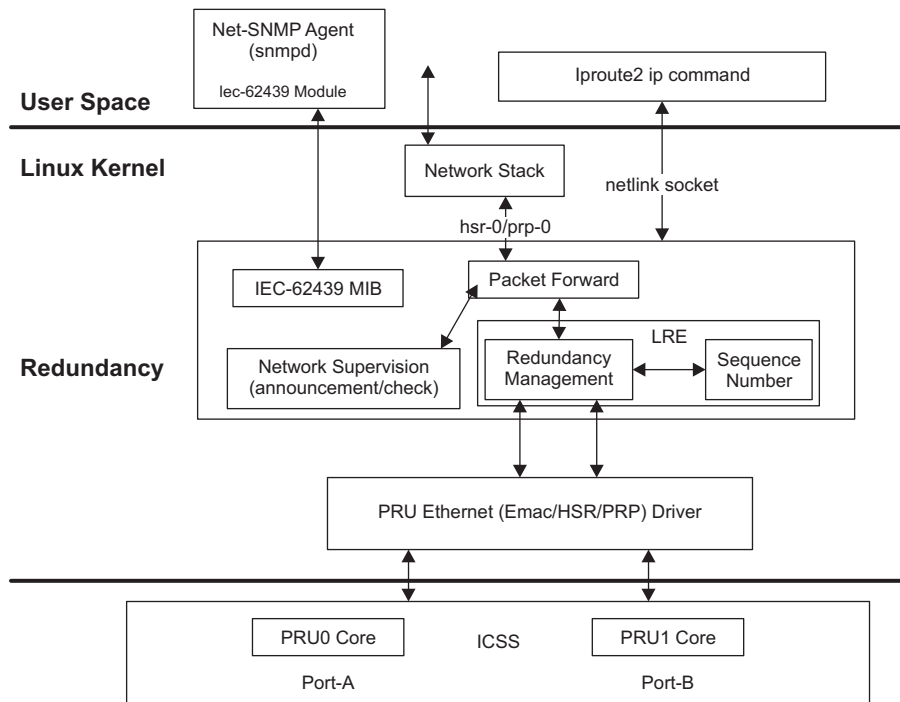 Net-SNMP Agent
(snmpd)
Iec-62439 Module
Iproute2 ip command
User Space
Linux Kernel
Network Stack
netlink socket
hsr-0/prp-0
IEC-62439 MIB
Packet Forward
LRE
Redundancy
Network Supervision
(announcement/check)
Redundancy
Management
Sequence
Number
PRU Ethernet (Emac/HSR/PRP) Driver
PRU0 Core
ICSS
PRU1 Core
Port-A
Port-B